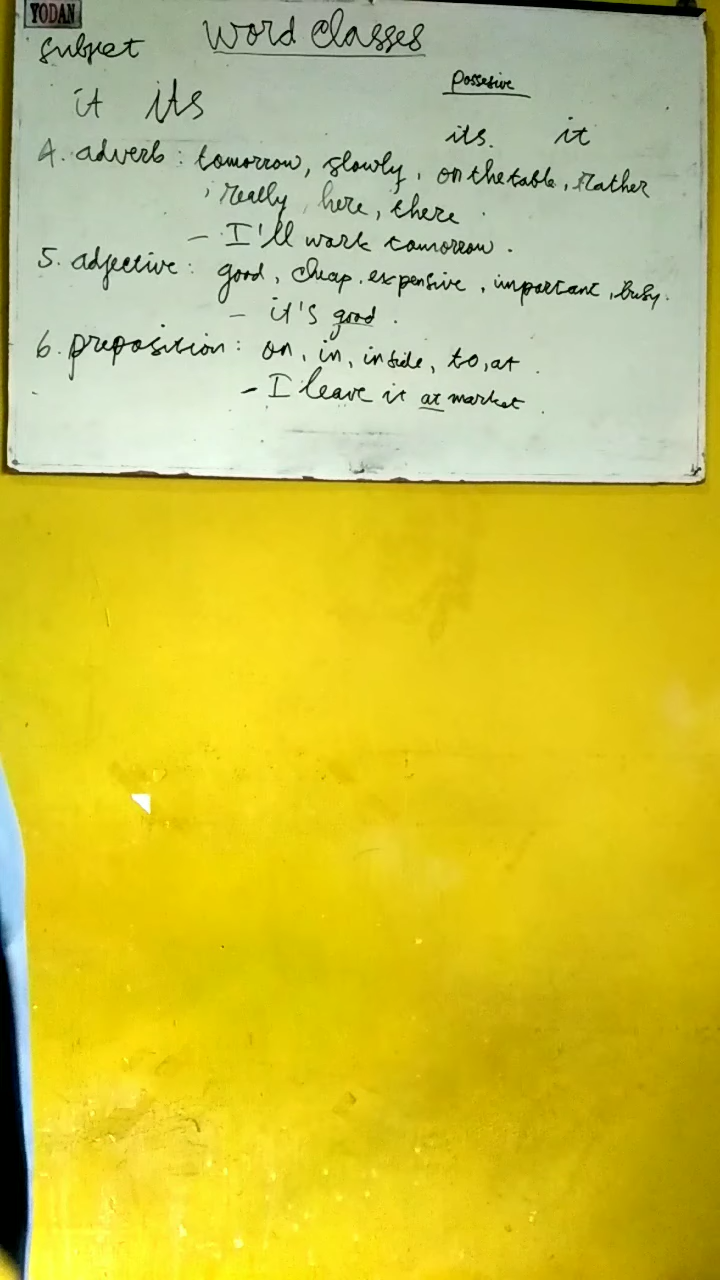 YODAN
Word Classes
subject
possesive
it its
its. it
4. adverb : tomorrow, slowly, on the table, rather
, really, here, there.
- I'll work tomorrow.
5. adjective : good, cheap, expensive, important, busy.
- it's good.
6. preposition : on, in, inside, to, at.
- I leave it at market.